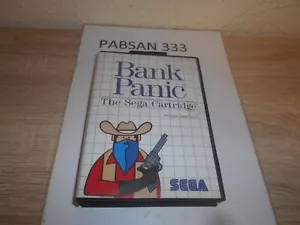 PABSAN 333
Bank
Panic
The Sega Cartridge
SEGA